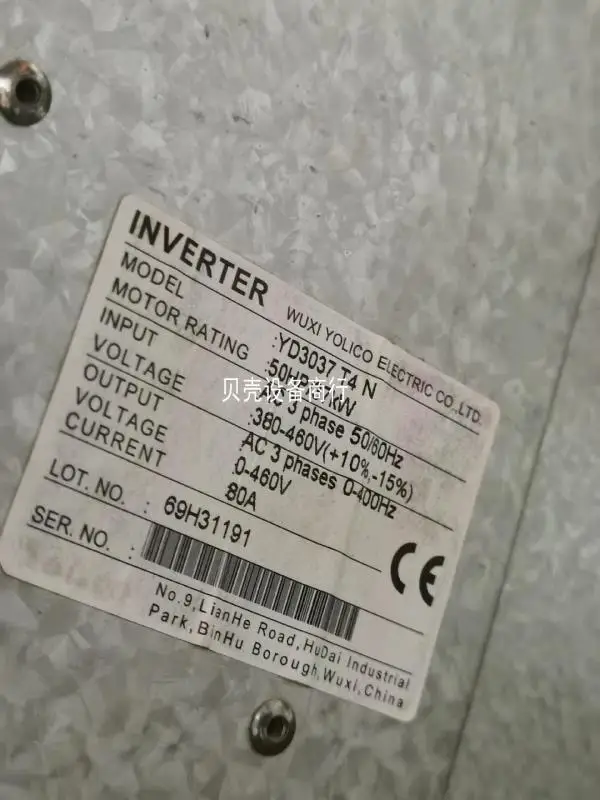 INVERTER WUXI YOLICO ELECTRIC CO.,LTD.
MODEL :YD3037 T4 N
MOTOR RATING :50HP kW
INPUT 3 phase 50/60Hz
VOLTAGE :380-460V(+10%,-15%)
OUTPUT AC 3 phases 0-400Hz
VOLTAGE 0-460V
CURRENT 80A
贝壳设备商行
LOT. NO. : 69H31191
SER. NO. :
CE
No.9,LianHe Road,HuDai Industrial
Park,BinHu Borough,Wuxi,China